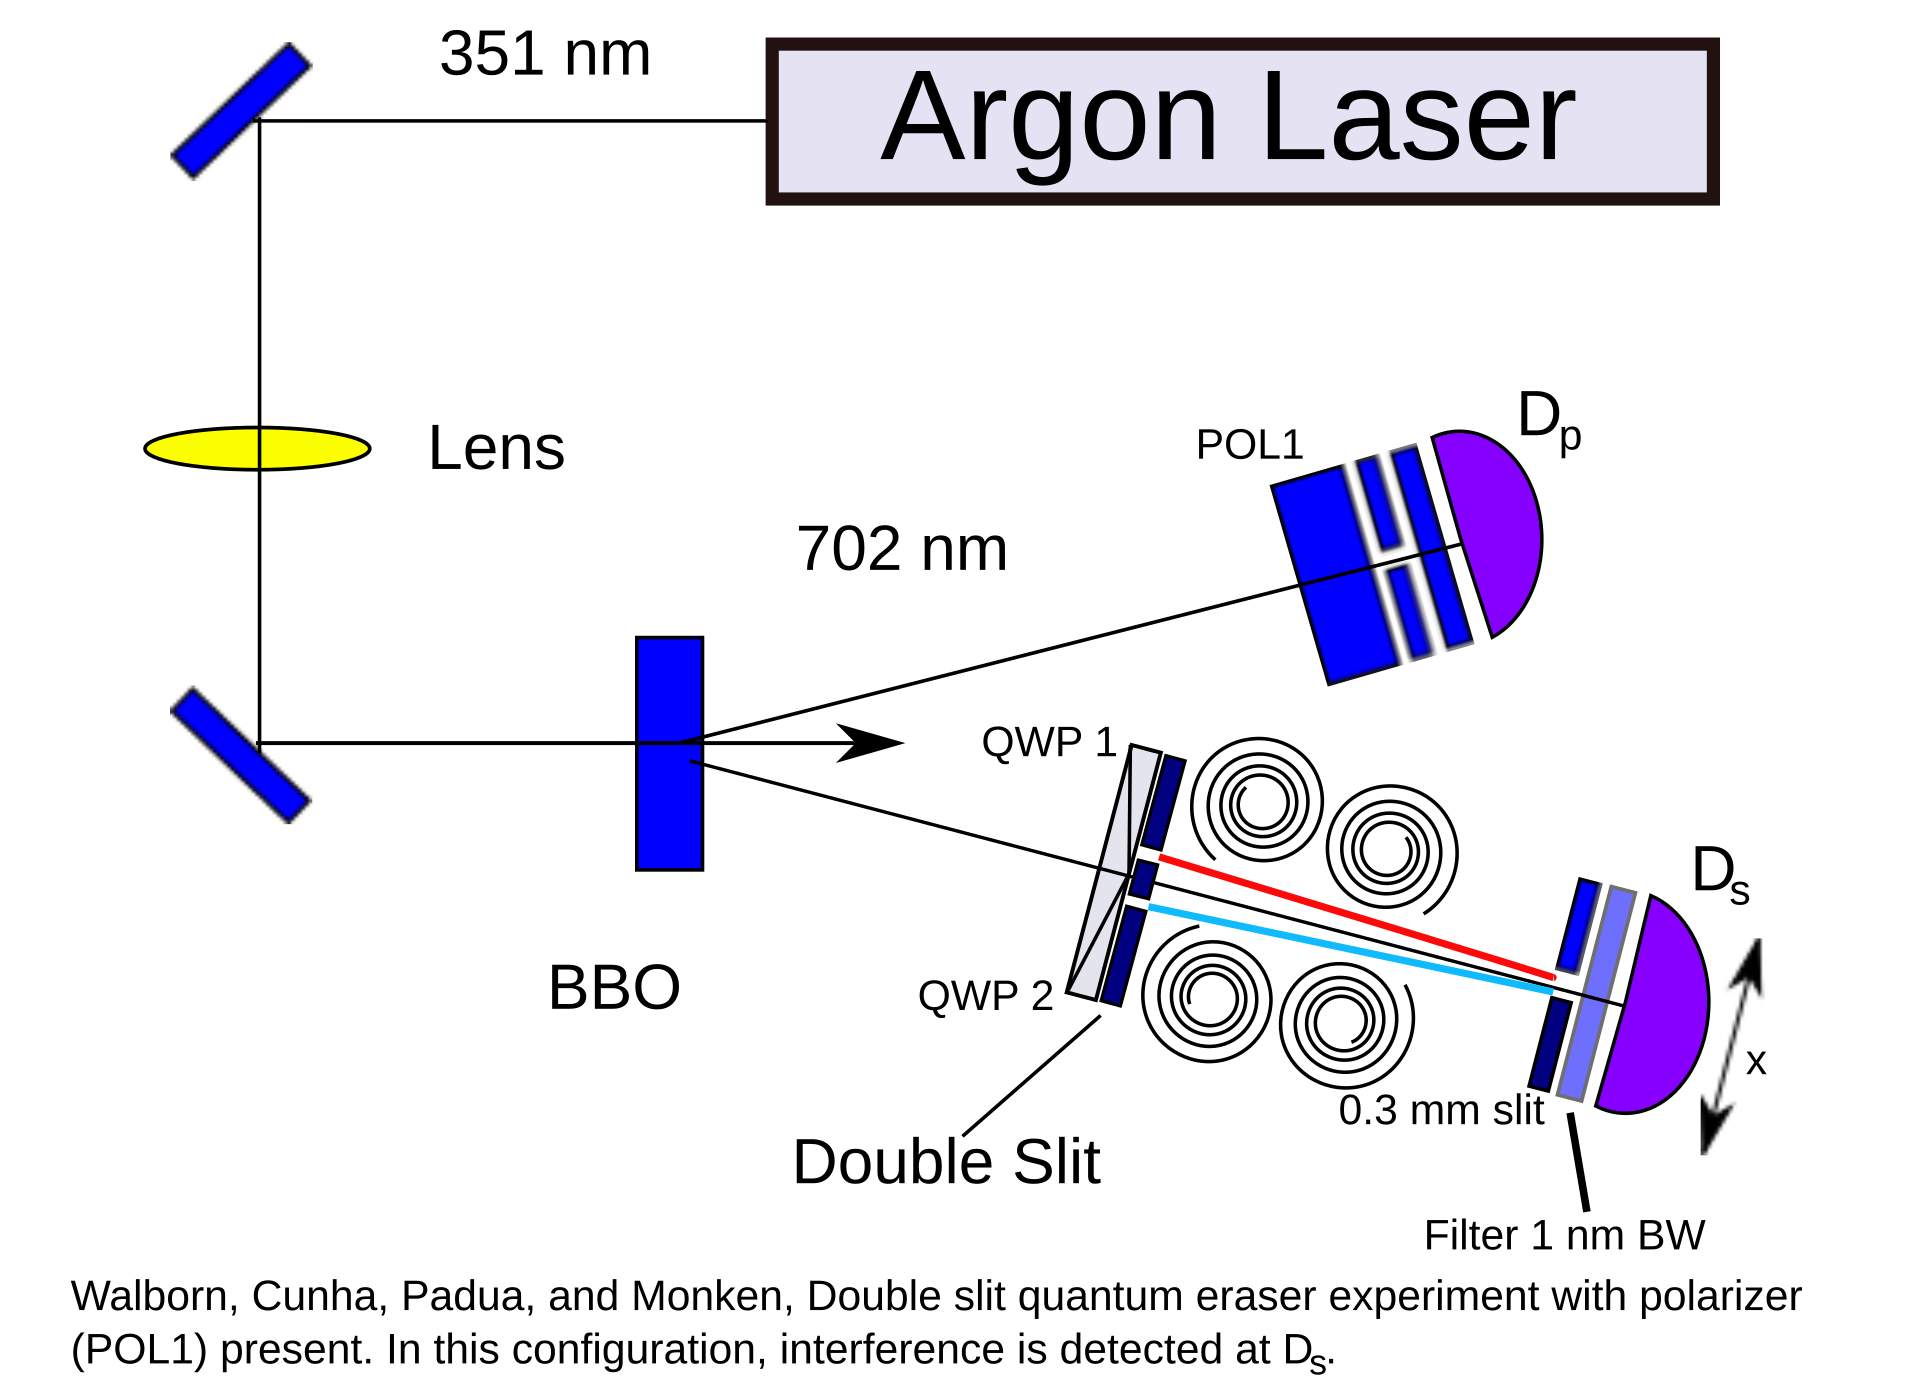 351 nm
Argon Laser
Lens
POL1
Dp
702 nm
QWP 1
Ds
BBO
QWP 2
x
0.3 mm slit
Double Slit
Filter 1 nm BW
Walborn, Cunha, Padua, and Monken, Double slit quantum eraser experiment with polarizer
(POL1) present. In this configuration, interference is detected at Ds.